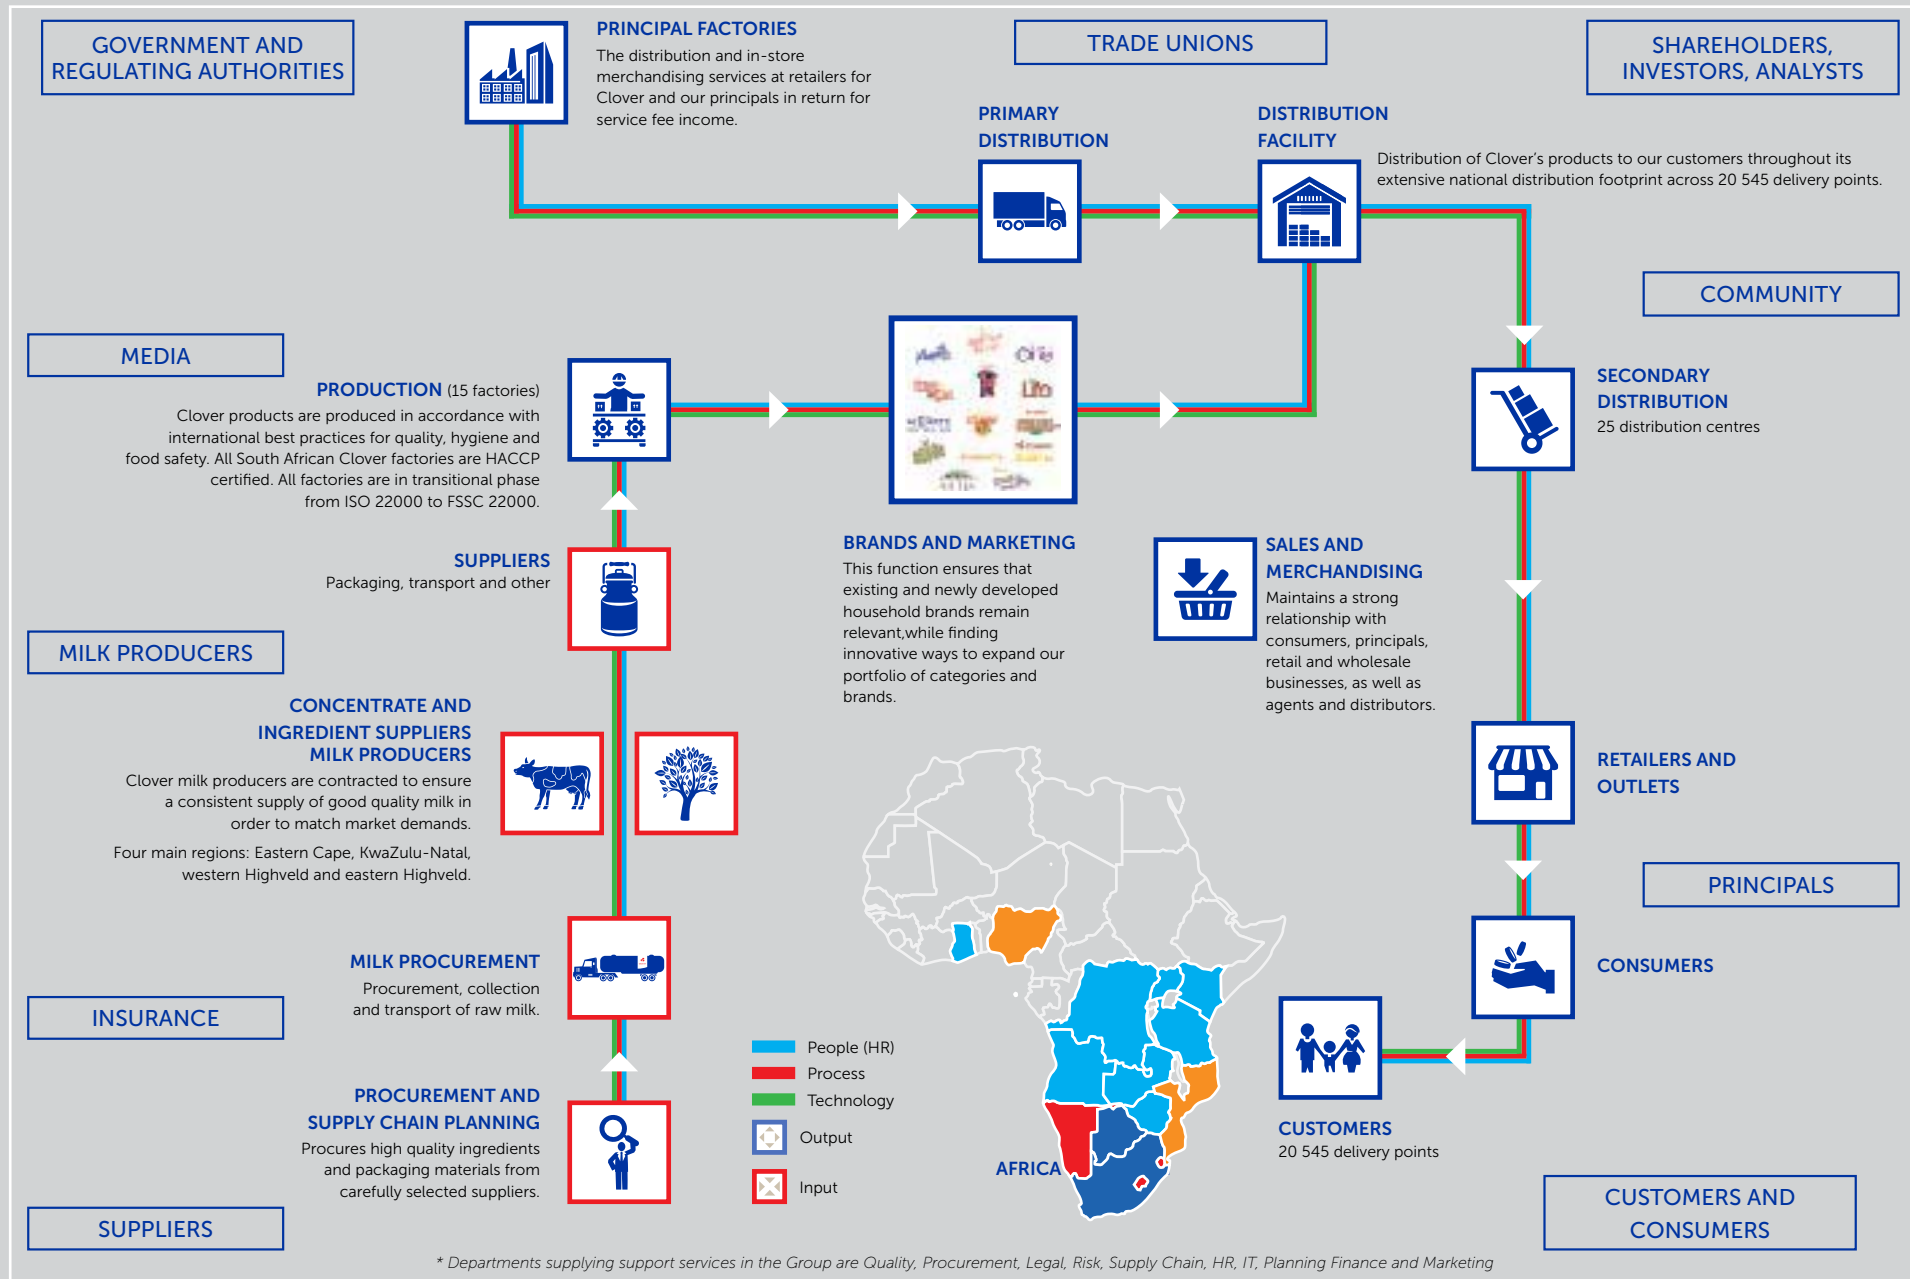 GOVERNMENT AND
REGULATING AUTHORITIES
PRINCIPAL FACTORIES
The distribution and in-store
merchandising services at retailers for
Clover and our principals in return for
service fee income.
TRADE UNIONS
SHAREHOLDERS,
INVESTORS, ANALYSTS
PRIMARY
DISTRIBUTION
DISTRIBUTION
FACILITY
Distribution of Clover's products to our customers throughout its
extensive national distribution footprint across 20 545 delivery points.
COMMUNITY
MEDIA
PRODUCTION (15 factories)
Clover products are produced in accordance with
international best practices for quality, hygiene and
food safety. All South African Clover factories are HACCP
certified. All factories are in transitional phase
from ISO 22000 to FSSC 22000.
SECONDARY
DISTRIBUTION
25 distribution centres
SUPPLIERS
Packaging, transport and other
BRANDS AND MARKETING
This function ensures that
existing and newly developed
household brands remain
relevant,while finding
innovative ways to expand our
portfolio of categories and
brands.
SALES AND
MERCHANDISING
Maintains a strong
relationship with
consumers, principals,
retail and wholesale
businesses, as well as
agents and distributors.
MILK PRODUCERS
CONCENTRATE AND
INGREDIENT SUPPLIERS
MILK PRODUCERS
Clover milk producers are contracted to ensure
a consistent supply of good quality milk in
order to match market demands.
Four main regions: Eastern Cape, KwaZulu-Natal,
western Highveld and eastern Highveld.
RETAILERS AND
OUTLETS
PRINCIPALS
MILK PROCUREMENT
Procurement, collection
and transport of raw milk.
CONSUMERS
INSURANCE
People (HR)
Process
Technology
Output
Input
PROCUREMENT AND
SUPPLY CHAIN PLANNING
Procures high quality ingredients
and packaging materials from
carefully selected suppliers.
AFRICA
CUSTOMERS
20 545 delivery points
SUPPLIERS
CUSTOMERS AND
CONSUMERS
* Departments supplying support services in the Group are Quality, Procurement, Legal, Risk, Supply Chain, HR, IT, Planning Finance and Marketing